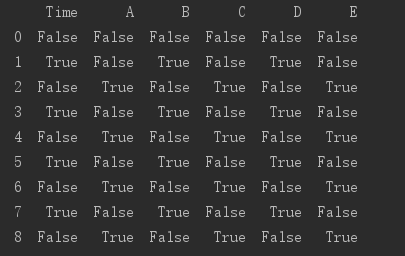 Time A B C D E
0 False False False False False False
1 True False True False True False
2 False True False True False True
3 True False True False True False
4 False True False True False True
5 True False True False True False
6 False True False True False True
7 True False True False True False
8 False True False True False True